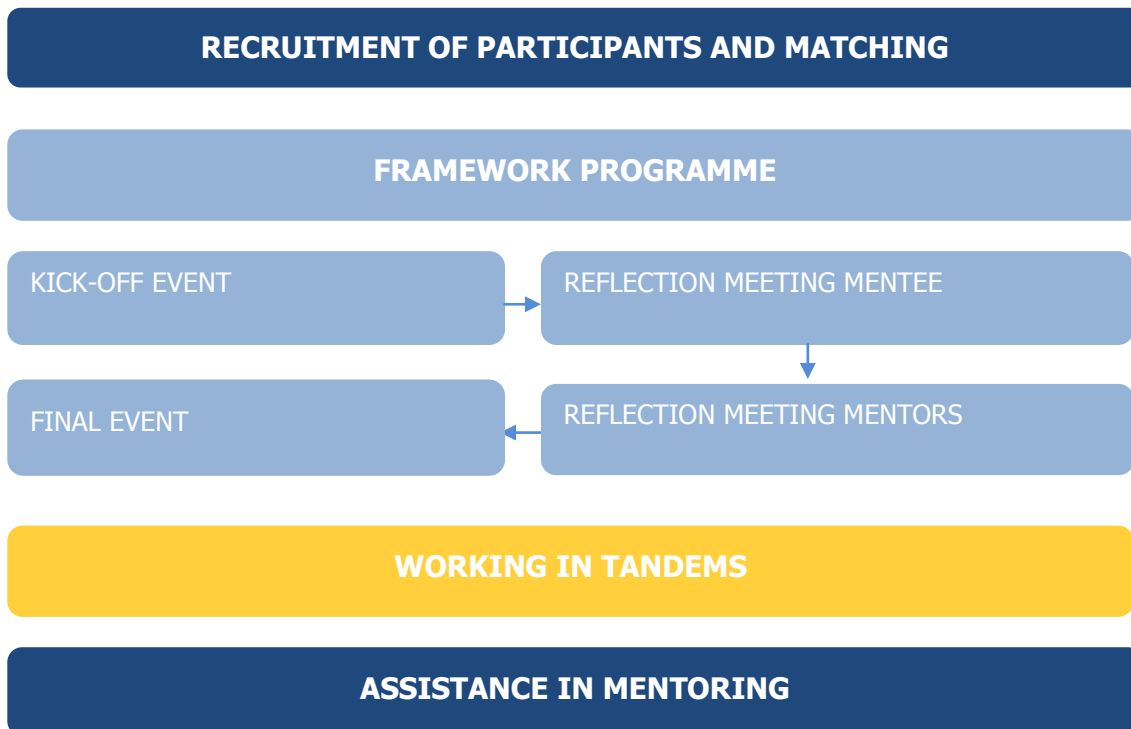 RECRUITMENT OF PARTICIPANTS AND MATCHING
FRAMEWORK PROGRAMME
KICK-OFF EVENT
REFLECTION MEETING MENTEE
FINAL EVENT
REFLECTION MEETING MENTORS
WORKING IN TANDEMS
ASSISTANCE IN MENTORING